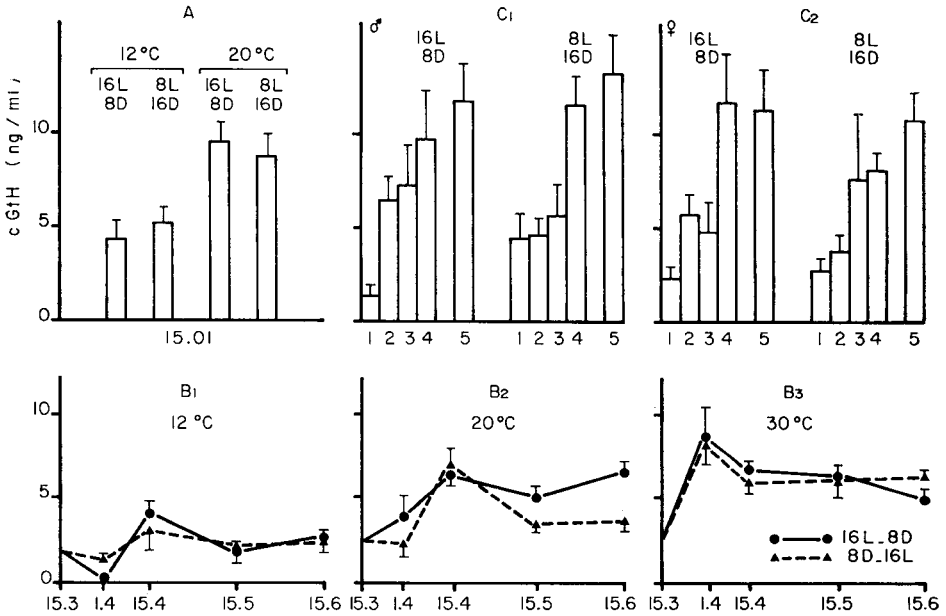 A
C1
C2
♂ 16L 8L
8D 16D
♀ 16L 8L
8D 16D
12°C 20°C
16L 8L 16L 8L
8D 16D 8D 16D
cGtH (ng/ml)
10
5
0
15.01
1 2 3 4 5 1 2 3 4 5
1 2 3 4 5 1 2 3 4 5
B1
12 °C
B2
20°C
B3
30°C
10
5
0
16L_8D
8D_16L
15.3 1.4 15.4 15.5 15.6
15.3 1.4 15.4 15.5 15.6
15.3 1.4 15.4 15.5 15.6